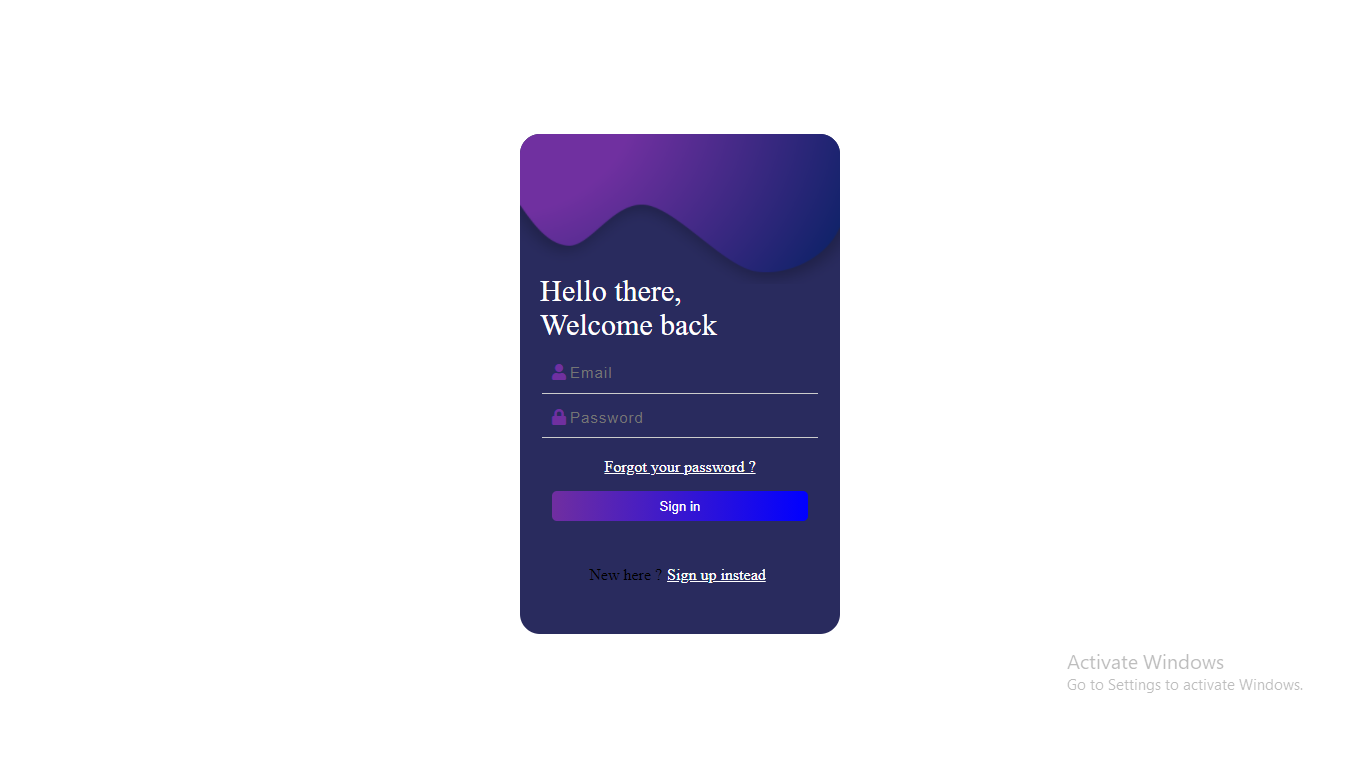 Hello there,
Welcome back
Email
Password
Forgot your password ?
Sign in
New here ? Sign up instead
Activate Windows
Go to Settings to activate Windows.